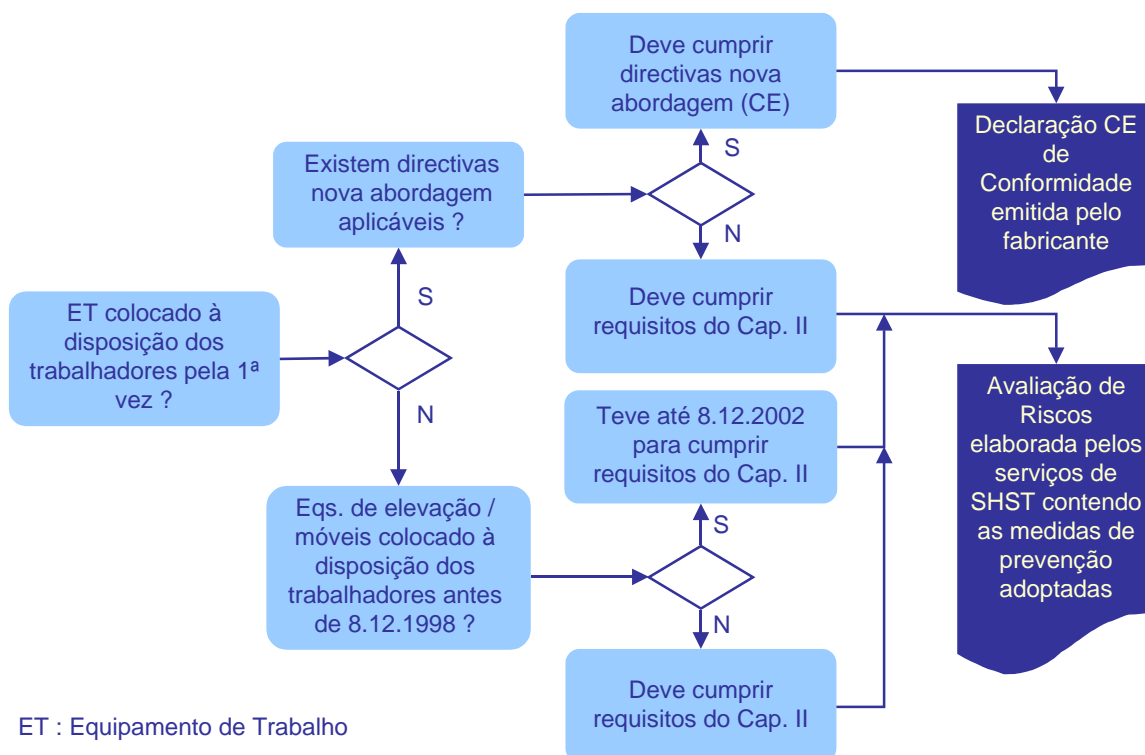 Deve cumprir
directivas nova
abordagem (CE)
Declaração CE
de
Conformidade
emitida pelo
fabricante
S
Existem directivas
nova abordagem
aplicáveis ?
N
S
Deve cumprir
requisitos do Cap. II
ET colocado à
disposição dos
trabalhadores pela 1ª
vez ?
N
Teve até 8.12.2002
para cumprir
requisitos do Cap. II
Avaliação de
Riscos
elaborada pelos
serviços de
SHST contendo
as medidas de
prevenção
adoptadas
Eqs. de elevação /
móveis colocado à
disposição dos
trabalhadores antes
de 8.12.1998 ?
S
N
Deve cumprir
requisitos do Cap. II
ET : Equipamento de Trabalho